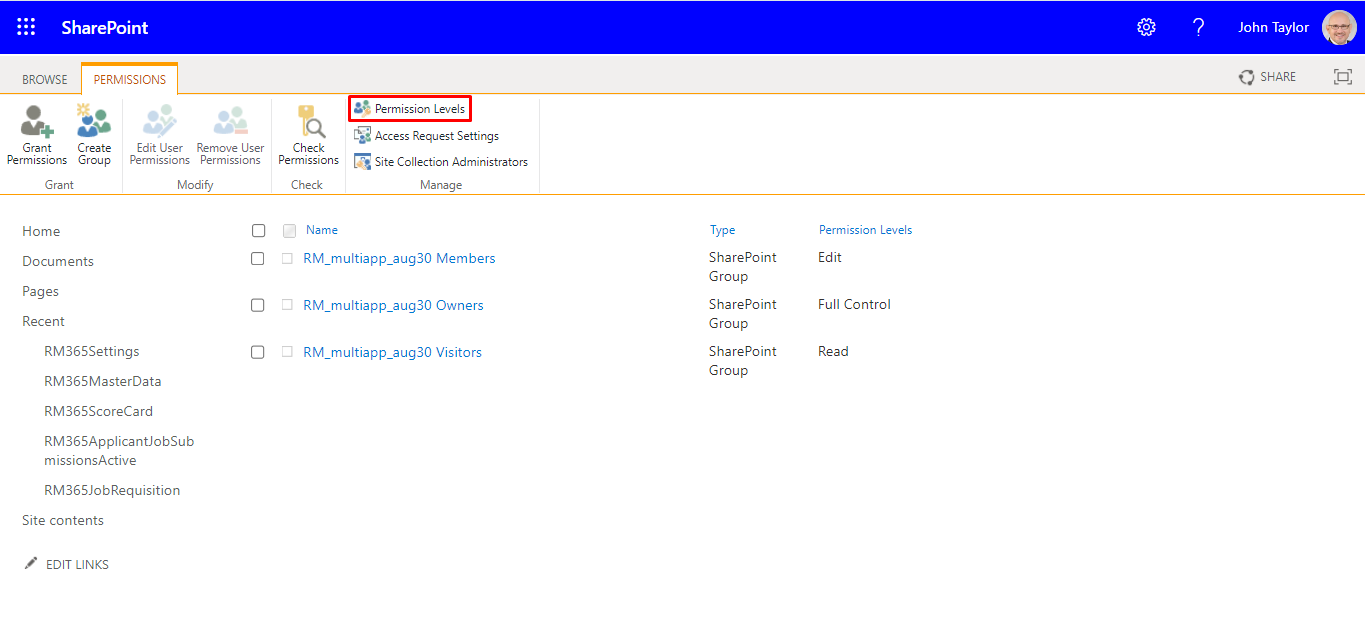 SharePoint
? John Taylor
BROWSE PERMISSIONS SHARE
Grant Permissions
Create Group
Edit User Permissions
Remove User Permissions
Check Permissions
Permission Levels
Access Request Settings
Site Collection Administrators
Grant Modify Check Manage
Home
Documents
Pages
Recent
RM365Settings
RM365MasterData
RM365ScoreCard
RM365ApplicantJobSub
missionsActive
RM365JobRequisition
Site contents
EDIT LINKS
Name Type Permission Levels
RM_multiapp_aug30 Members SharePoint Edit
Group
RM_multiapp_aug30 Owners SharePoint Full Control
Group
RM_multiapp_aug30 Visitors SharePoint Read
Group